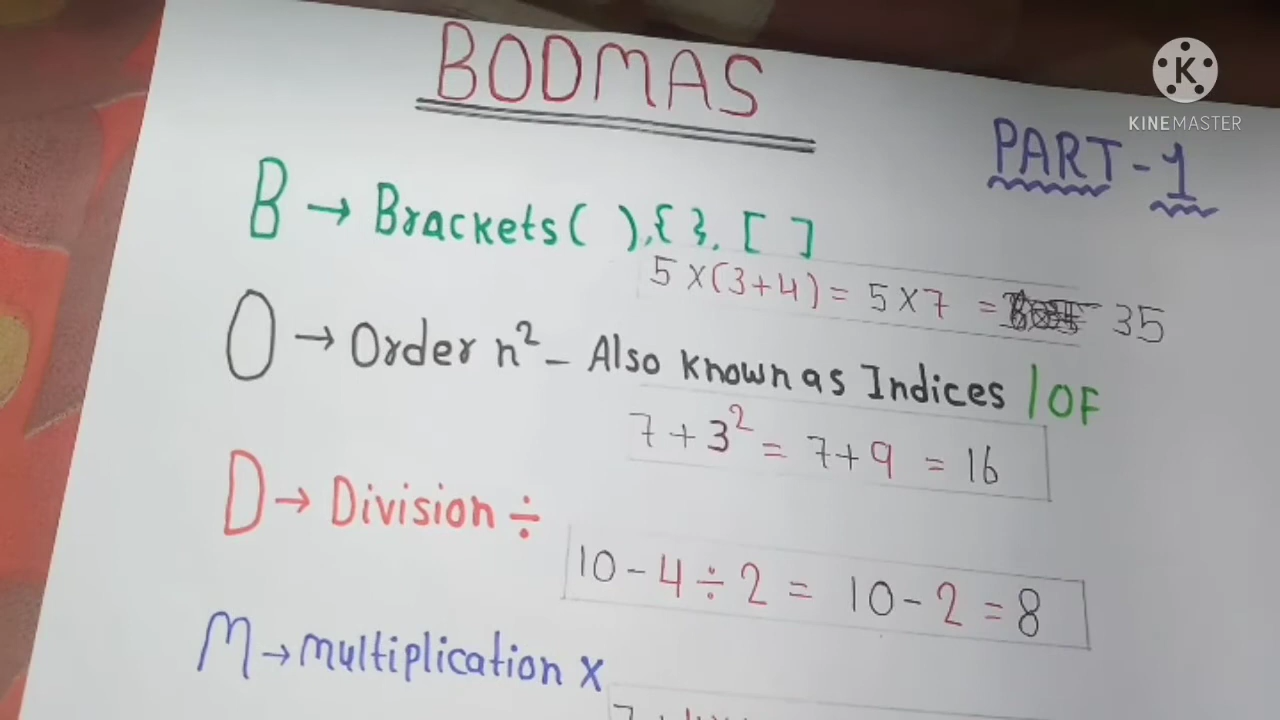 BODMAS
KINEMASTER
PART-1
B → Brackets ( ), { }, [ ]
5 × (3+4) = 5 × 7 = 35
O → Order n² - Also known as Indices / OF
7 + 3² = 7 + 9 = 16
D → Division ÷
10 - 4 ÷ 2 = 10 - 2 = 8
M → multiplication ×